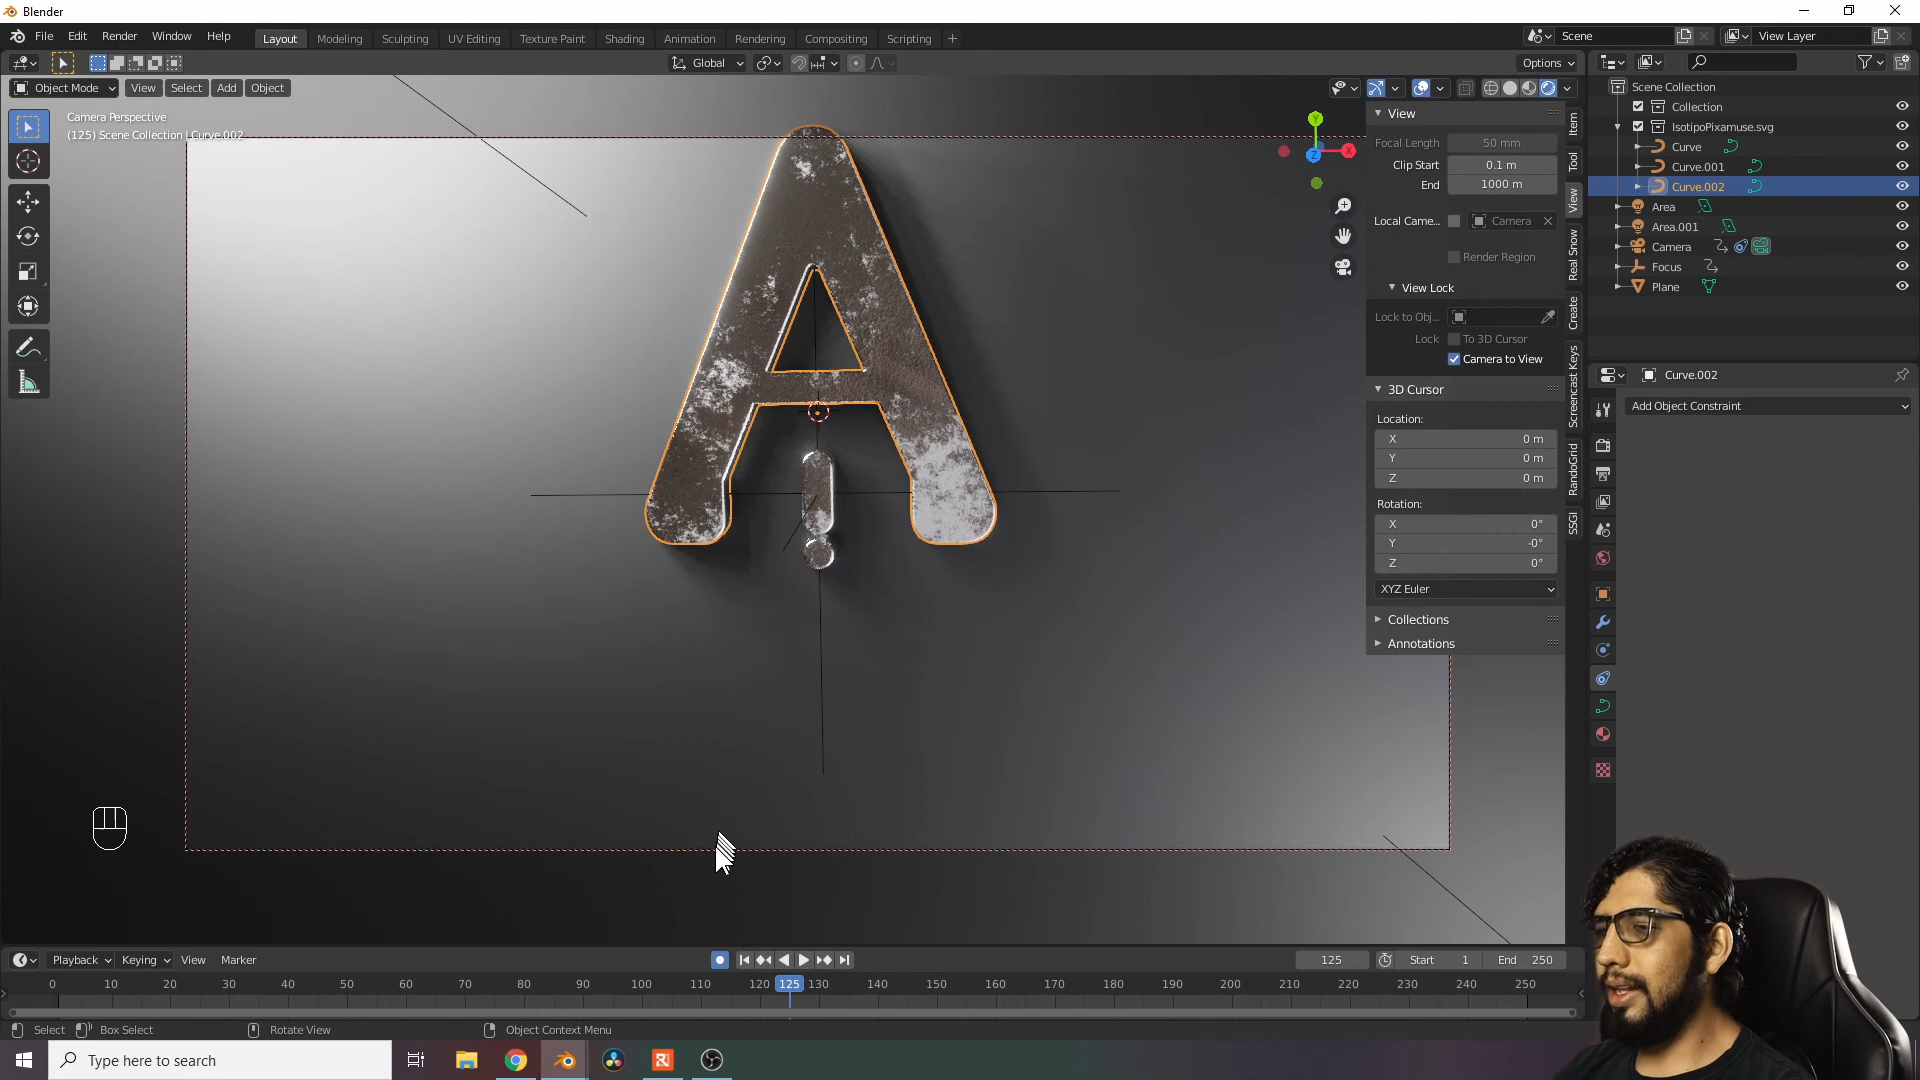 Blender
File Edit Render Window Help
Layout Modeling Sculpting UV Editing Texture Paint Shading Animation Rendering Compositing Scripting
Scene
View Layer
Global
Options
Object Mode View Select Add Object
Camera Perspective
(125) Scene Collection | Curve.002
View
Focal Length 50 mm
Clip Start 0.1 m
End 1000 m
Local Came... Camera
Render Region
View Lock
Lock to Obj...
Lock To 3D Cursor
Camera to View
3D Cursor
Location:
X 0 m
Y 0 m
Z 0 m
Rotation:
X 0°
Y -0°
Z 0°
XYZ Euler
Collections
Annotations
Item
Tool
View
Real Snow
Create
Screencast Keys
RandoGrid
SSGI
Y
X
Z
A
Scene Collection
Collection
IsotipoPixamuse.svg
Curve
Curve.001
Curve.002
Area
Area.001
Camera
Focus
Plane
Curve.002
Add Object Constraint
Playback Keying View Marker
125 Start 1 End 250
0 10 20 30 40 50 60 70 80 90 100 110 120 125 130 140 150 160 170 180 190 200 210 220 230 240 250
Select Box Select Rotate View Object Context Menu
Type here to search